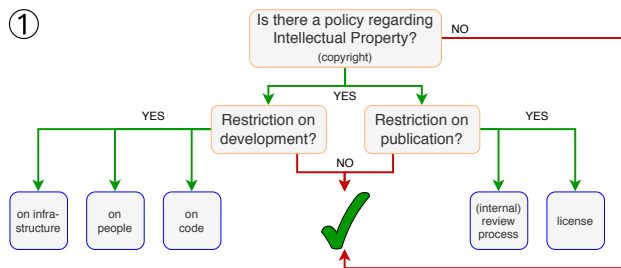 ①
Is there a policy regarding
Intellectual Property?
(copyright)
NO
YES
YES
Restriction on
development?
Restriction on
publication?
YES
NO
on infra-
structure
on
people
on
code
(internal)
review
process
license